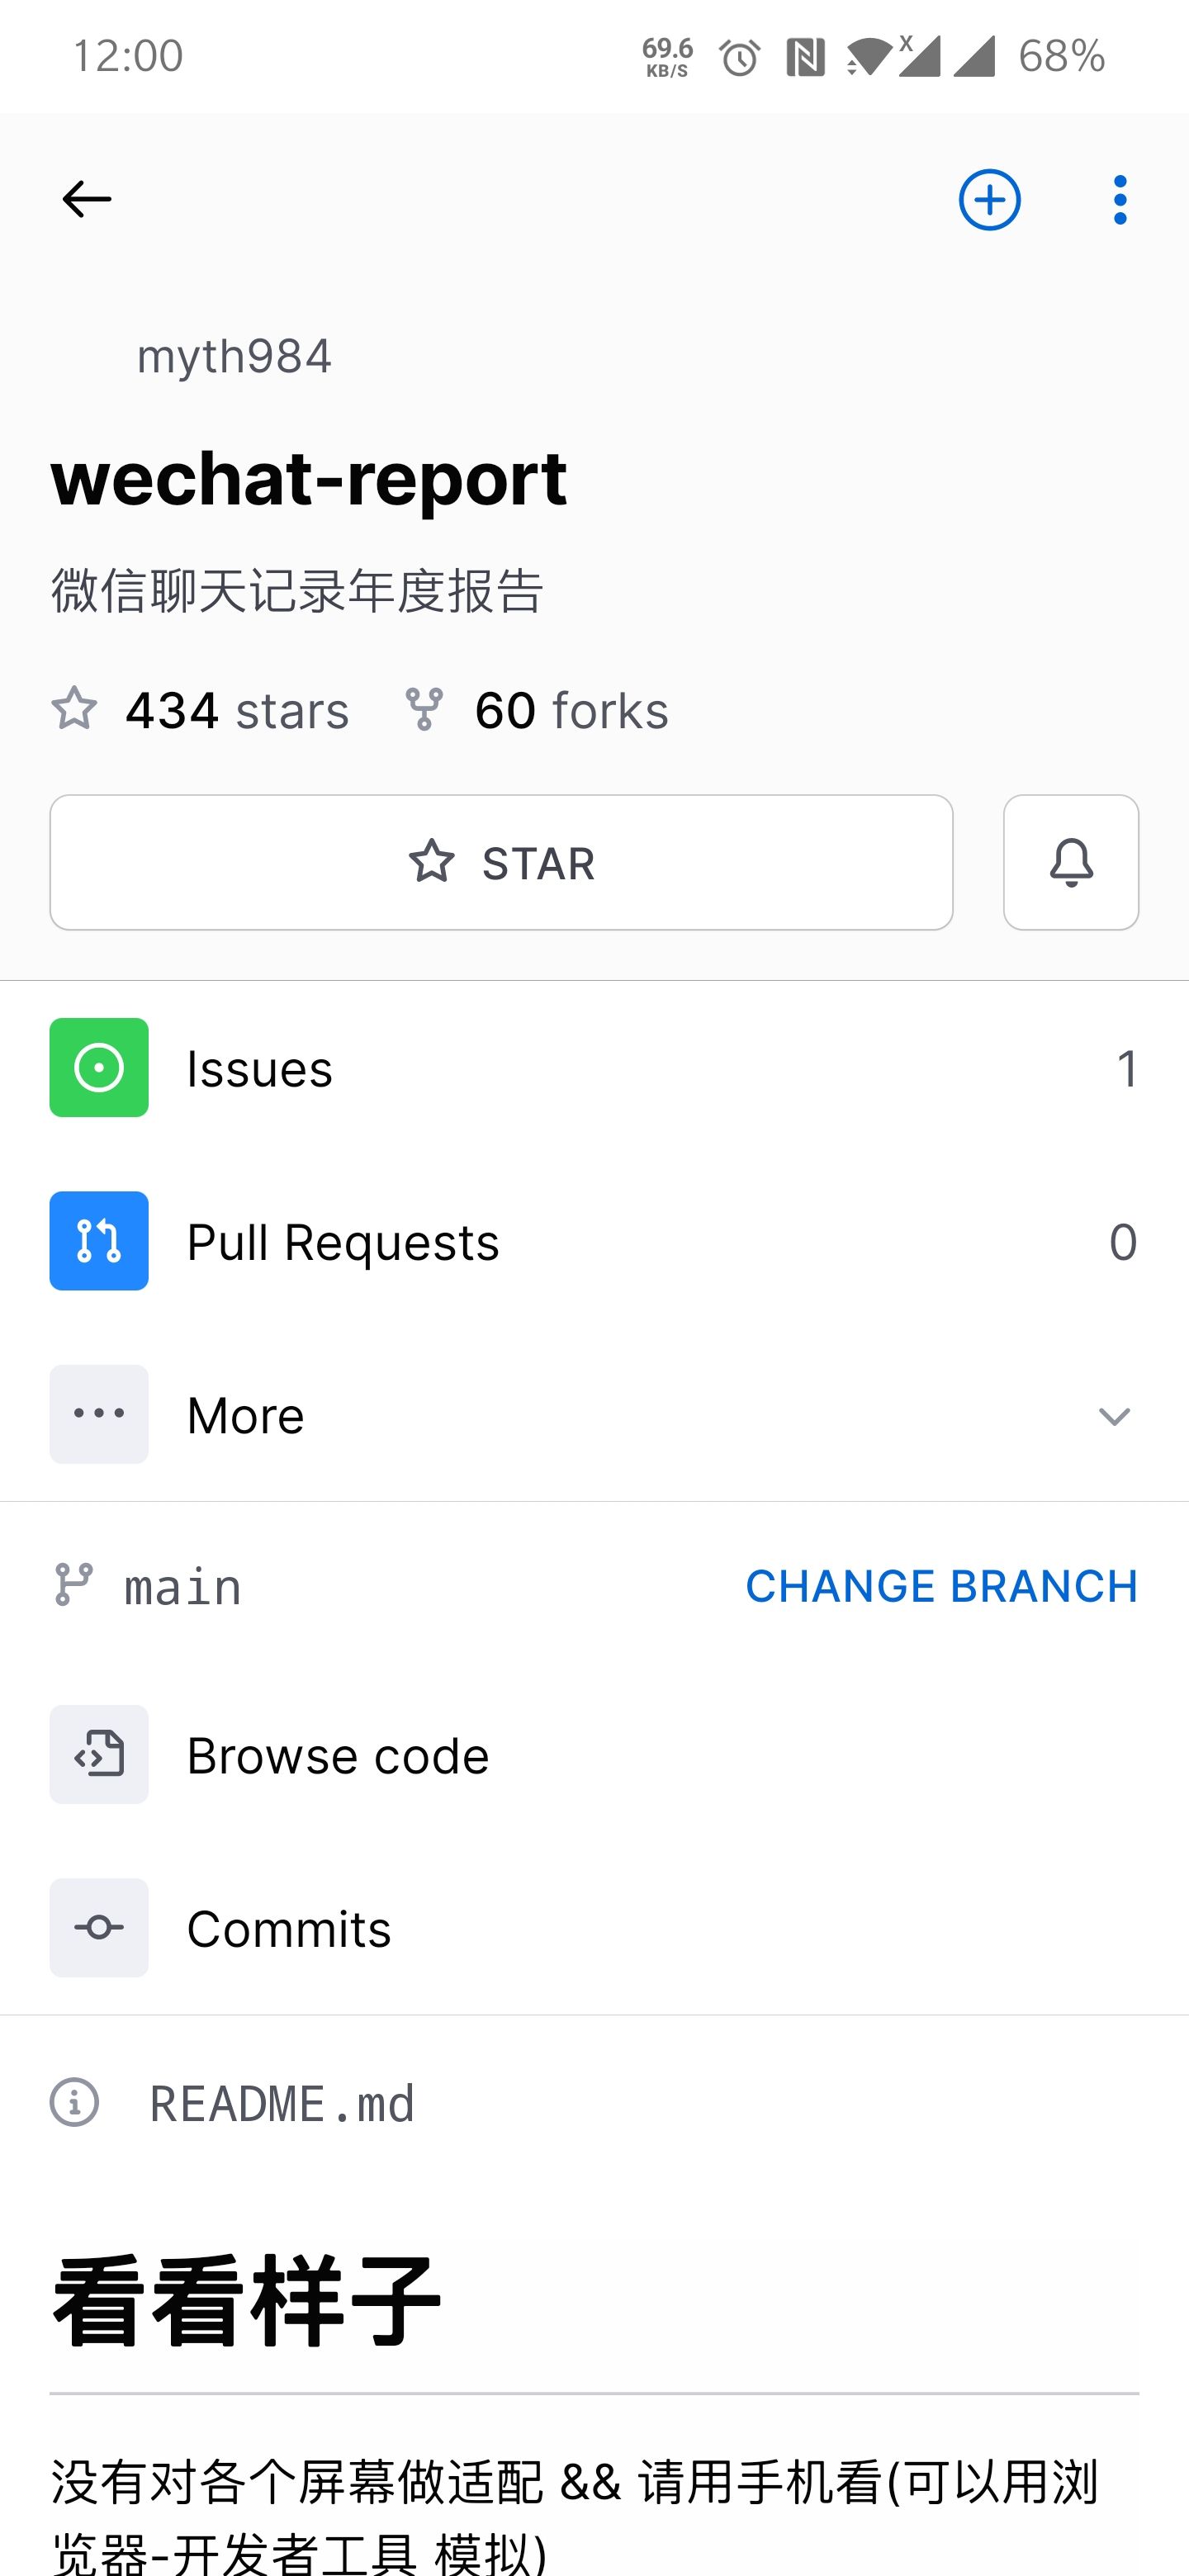 12:00
69.6
KB/S
X
68%
myth984
wechat-report
微信聊天记录年度报告
434 stars
60 forks
STAR
Issues
1
Pull Requests
0
More
main
CHANGE BRANCH
Browse code
Commits
README.md
看看样子
没有对各个屏幕做适配 && 请用手机看(可以用浏
览器-开发者工具 模拟)